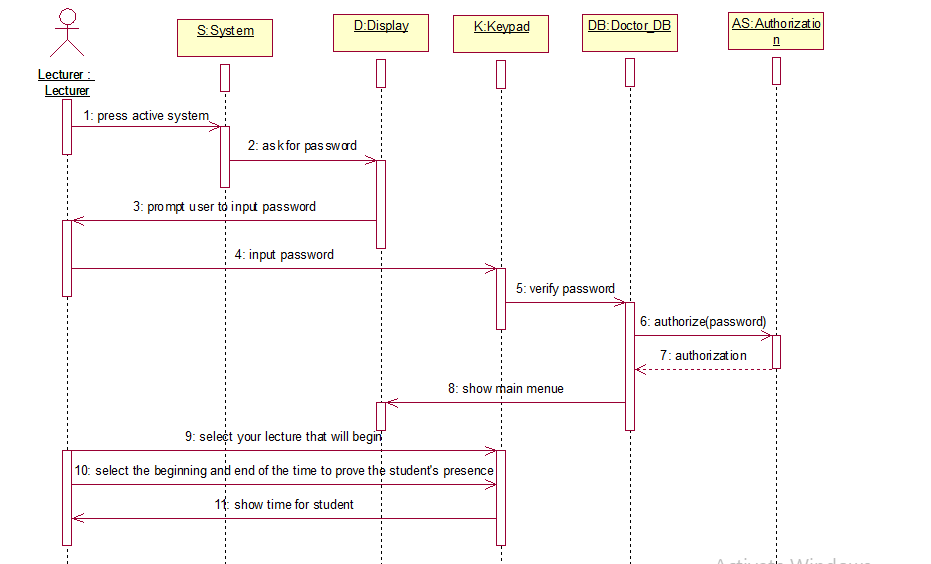 S:System
D:Display
K:Keypad
DB:Doctor_DB
AS:Authorizatio
n
Lecturer :
Lecturer
1: press active system
2: ask for password
3: prompt user to input password
4: input password
5: verify password
6: authorize(password)
7: authorization
8: show main menue
9: select your lecture that will begin
10: select the beginning and end of the time to prove the student's presence
11: show time for student
Activate Windows